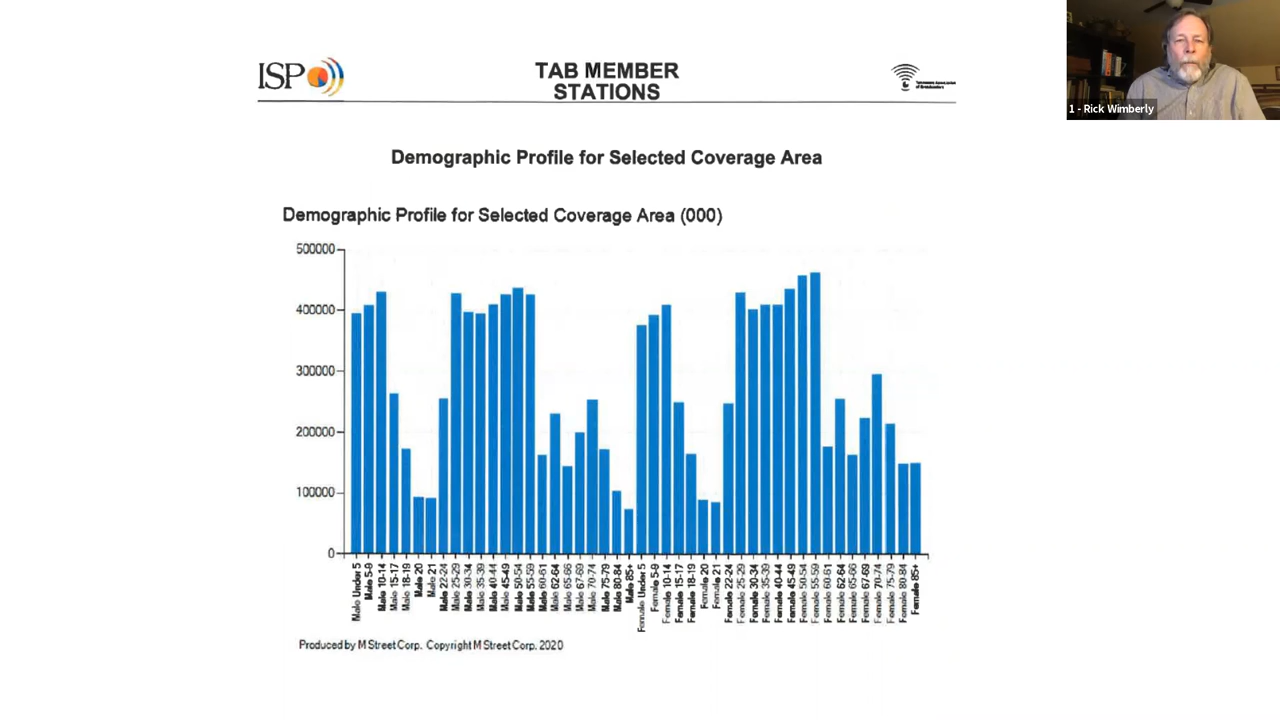 ISP
TAB MEMBER
STATIONS
Tennessee Association
of Broadcasters
1 - Rick Wimberly
Demographic Profile for Selected Coverage Area
Demographic Profile for Selected Coverage Area (000)
500000
400000
300000
200000
100000
0
Male Under 5
Male 5-9
Male 10-14
Male 15-17
Male 18-19
Male 20
Male 21
Male 22-24
Male 25-29
Male 30-34
Male 35-39
Male 40-44
Male 45-49
Male 50-54
Male 55-59
Male 60-61
Male 62-64
Male 65-66
Male 67-69
Male 70-74
Male 75-79
Male 80-84
Male 85+
Female Under 5
Female 5-9
Female 10-14
Female 15-17
Female 18-19
Female 20
Female 21
Female 22-24
Female 25-29
Female 30-34
Female 35-39
Female 40-44
Female 45-49
Female 50-54
Female 55-59
Female 60-61
Female 62-64
Female 65-66
Female 67-69
Female 70-74
Female 75-79
Female 80-84
Female 85+
Produced by M Street Corp. Copyright M Street Corp. 2020